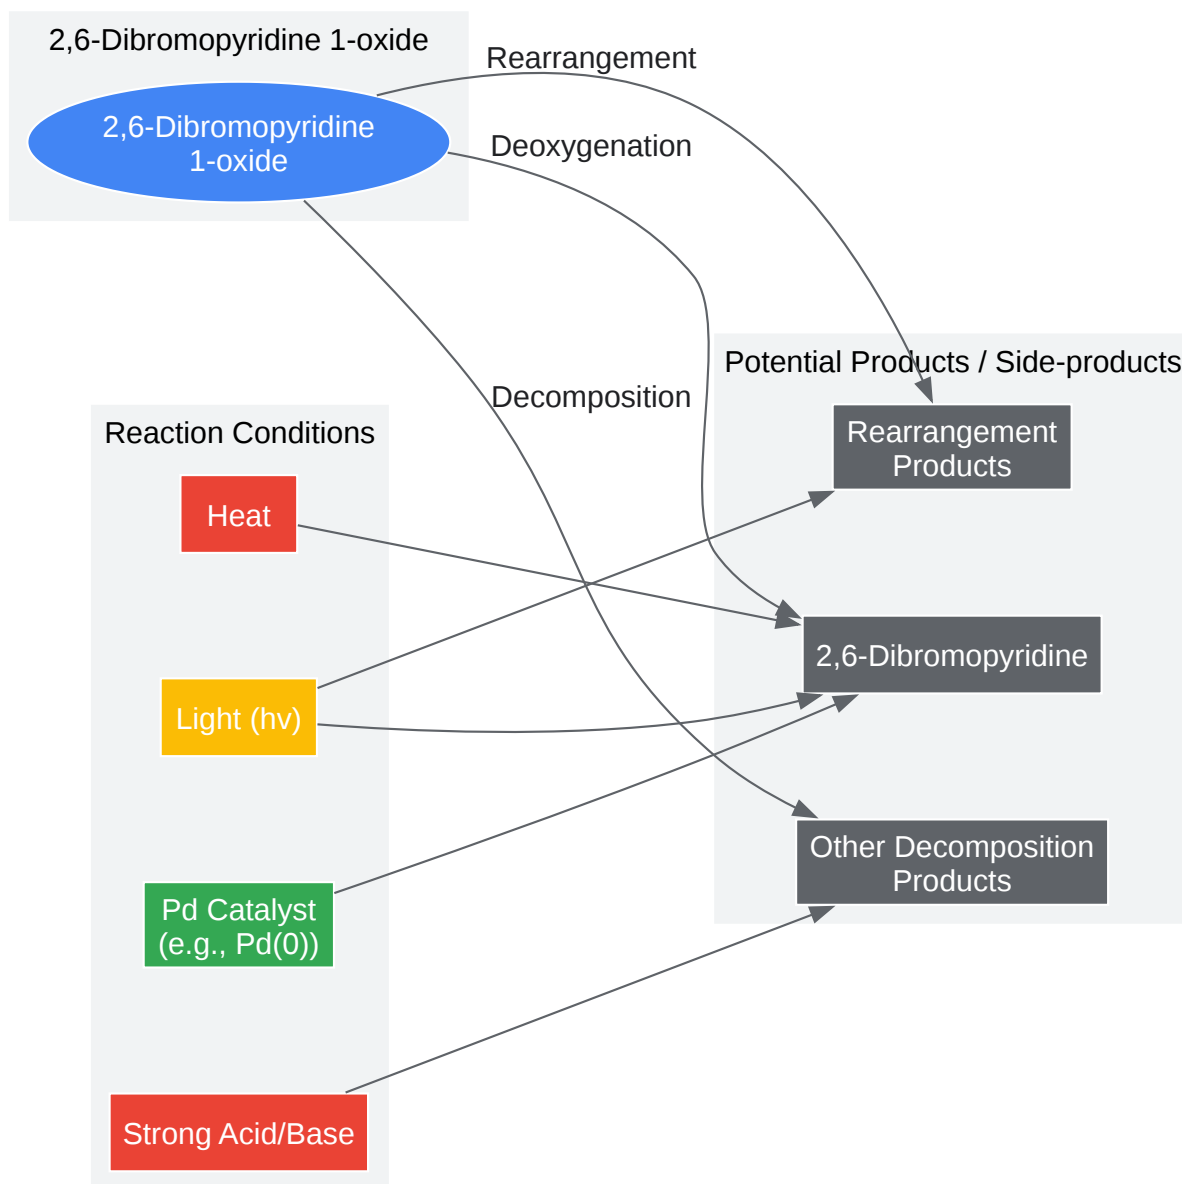 2,6-Dibromopyridine 1-oxide
2,6-Dibromopyridine
1-oxide
Rearrangement
Deoxygenation
Decomposition
Potential Products / Side-products
Rearrangement
Products
2,6-Dibromopyridine
Other Decomposition
Products
Reaction Conditions
Heat
Light (hv)
Pd Catalyst
(e.g., Pd(0))
Strong Acid/Base